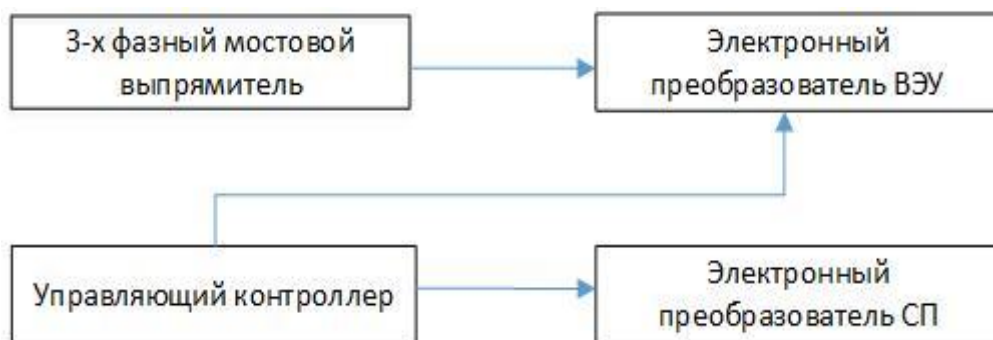 3-х фазный мостовой
выпрямитель
Электронный
преобразователь ВЭУ
Управляющий контроллер
Электронный
преобразователь СП